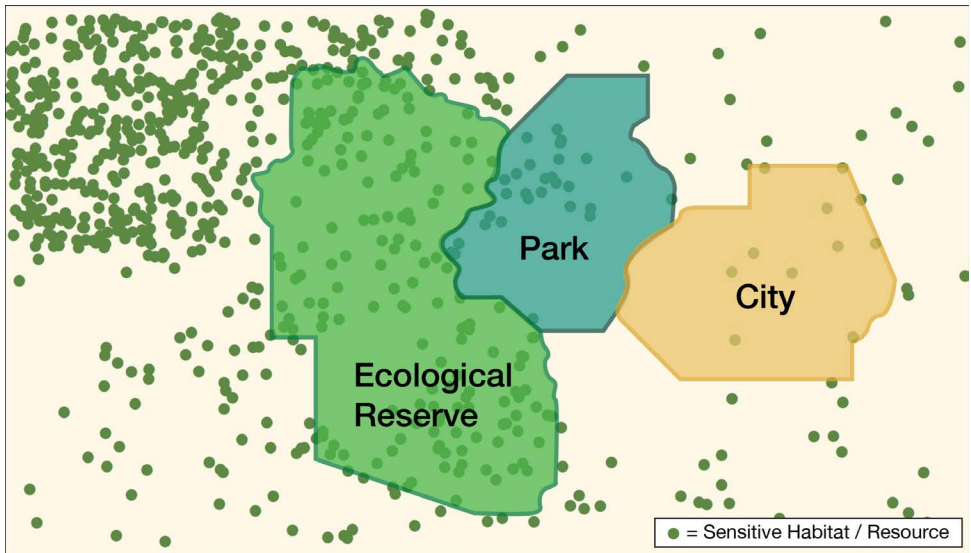 Park
City
Ecological
Reserve
= Sensitive Habitat / Resource